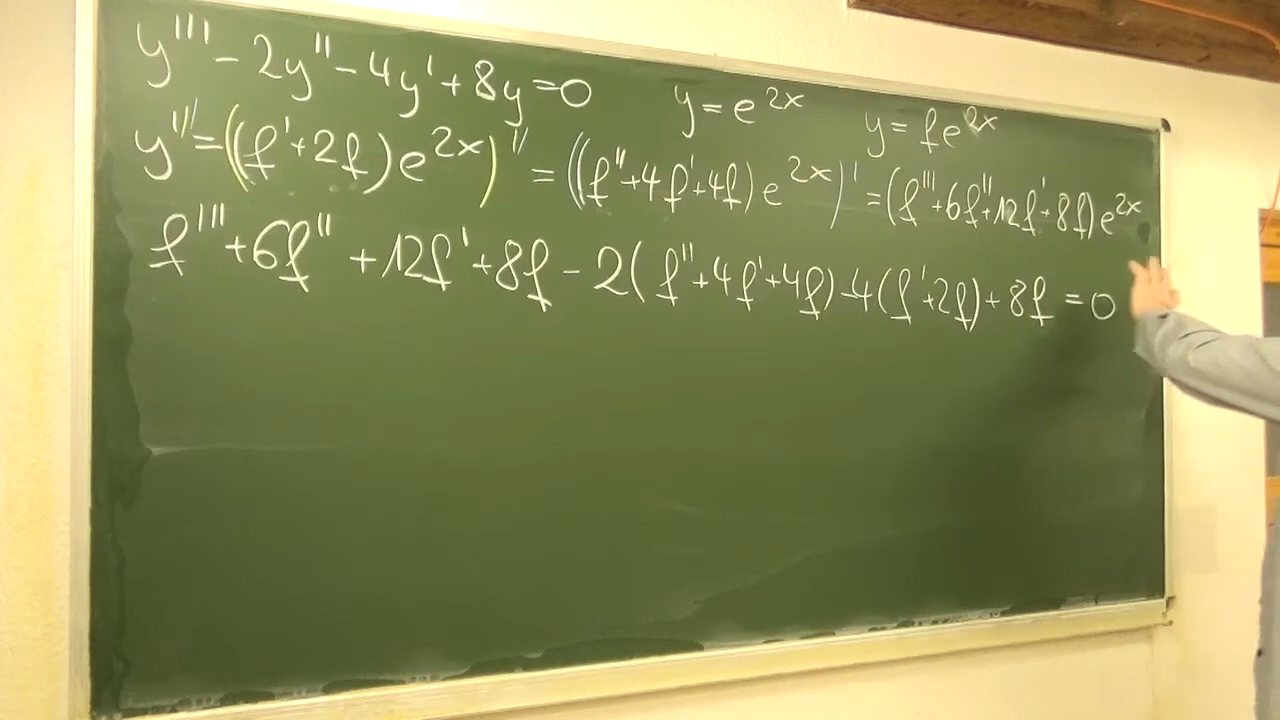 y''' - 2y'' - 4y' + 8y = 0 y = e^{2x} y = fe^{2x}
y''' = ((f' + 2f)e^{2x})'' = ((f'' + 4f' + 4f)e^{2x})' = (f''' + 6f'' + 12f' + 8f)e^{2x}
f''' + 6f'' + 12f' + 8f - 2(f'' + 4f' + 4f) - 4(f' + 2f) + 8f = 0